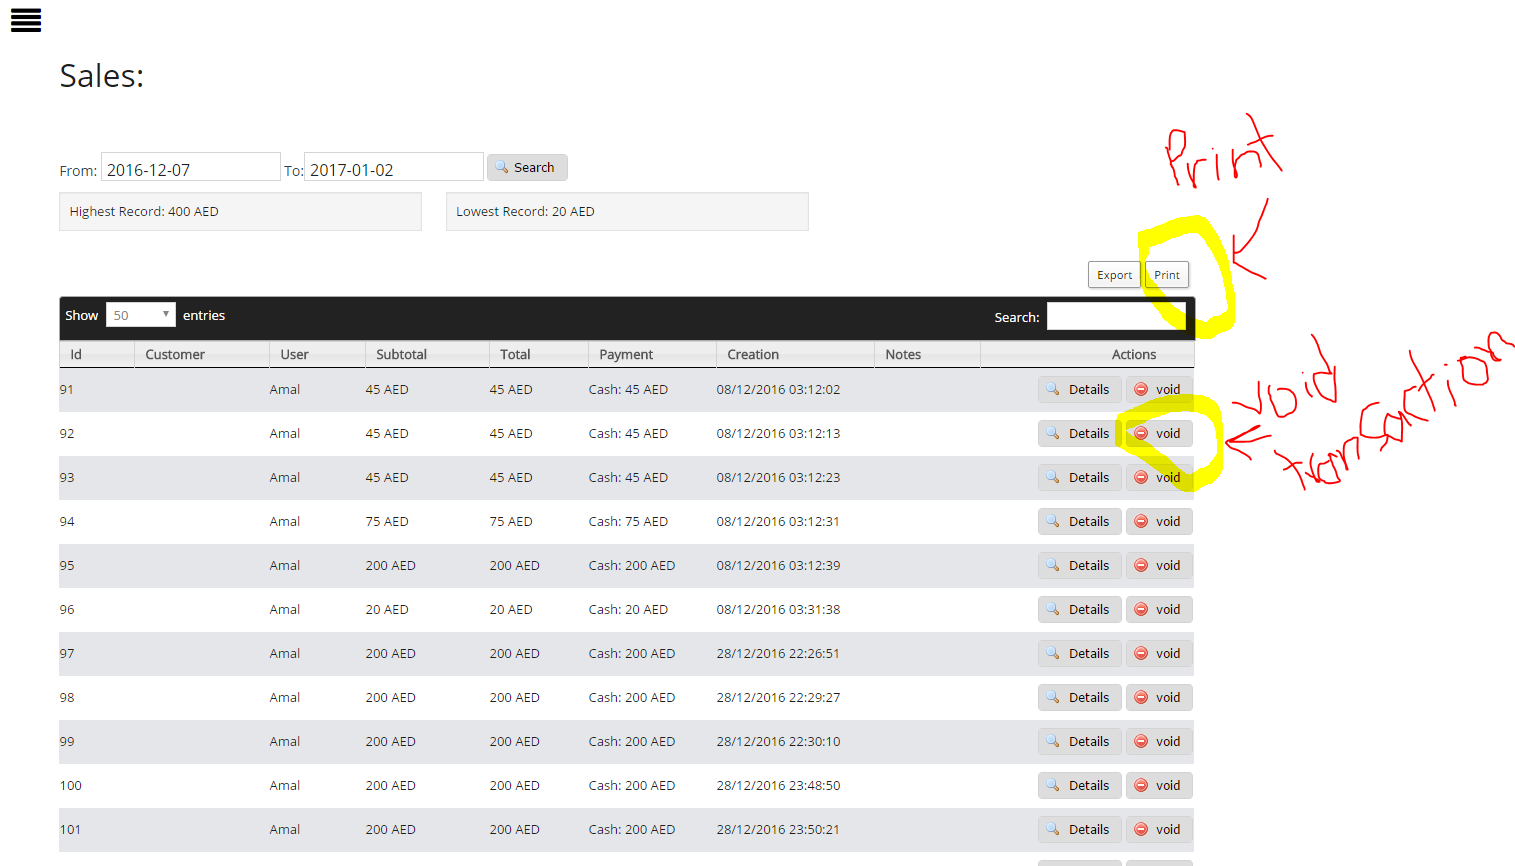 Sales:
Print
From: 2016-12-07 To: 2017-01-02 Search
Highest Record: 400 AED Lowest Record: 20 AED
Export Print
Show 50 entries Search:
Id Customer User Subtotal Total Payment Creation Notes Actions
91 Amal 45 AED 45 AED Cash: 45 AED 08/12/2016 03:12:02 Details void
void
transaction
92 Amal 45 AED 45 AED Cash: 45 AED 08/12/2016 03:12:13 Details void
93 Amal 45 AED 45 AED Cash: 45 AED 08/12/2016 03:12:23 Details void
94 Amal 75 AED 75 AED Cash: 75 AED 08/12/2016 03:12:31 Details void
95 Amal 200 AED 200 AED Cash: 200 AED 08/12/2016 03:12:39 Details void
96 Amal 20 AED 20 AED Cash: 20 AED 08/12/2016 03:31:38 Details void
97 Amal 200 AED 200 AED Cash: 200 AED 28/12/2016 22:26:51 Details void
98 Amal 200 AED 200 AED Cash: 200 AED 28/12/2016 22:29:27 Details void
99 Amal 200 AED 200 AED Cash: 200 AED 28/12/2016 22:30:10 Details void
100 Amal 200 AED 200 AED Cash: 200 AED 28/12/2016 23:48:50 Details void
101 Amal 200 AED 200 AED Cash: 200 AED 28/12/2016 23:50:21 Details void